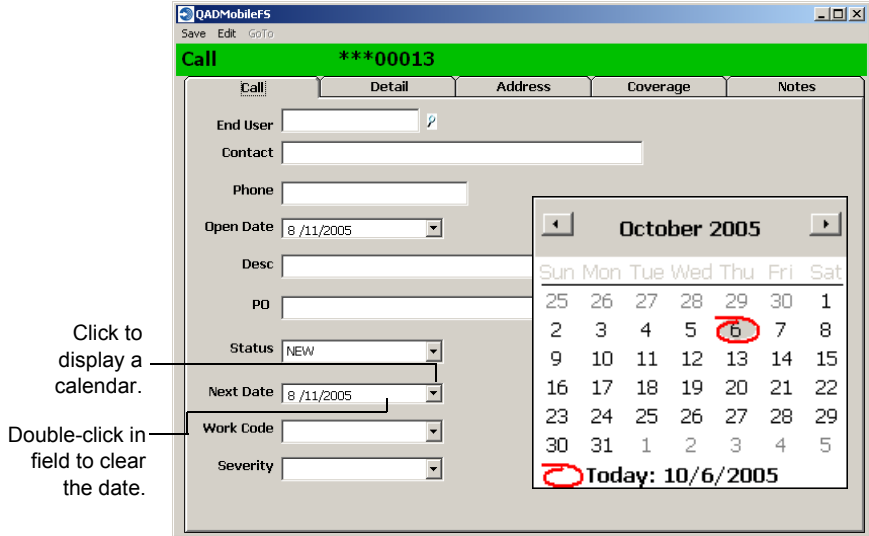 QADMobileFS
Save Edit GoTo
Call ***00013
Call Detail Address Coverage Notes
End User
Contact
Phone
Open Date 8 /11/2005
Desc
PO
Status NEW
Next Date 8 /11/2005
Work Code
Severity
October 2005
Sun Mon Tue Wed Thu Fri Sat
25 26 27 28 29 30 1
2 3 4 5 6 7 8
9 10 11 12 13 14 15
16 17 18 19 20 21 22
23 24 25 26 27 28 29
30 31 1 2 3 4 5
Today: 10/6/2005
Click to
display a
calendar.
Double-click in
field to clear
the date.